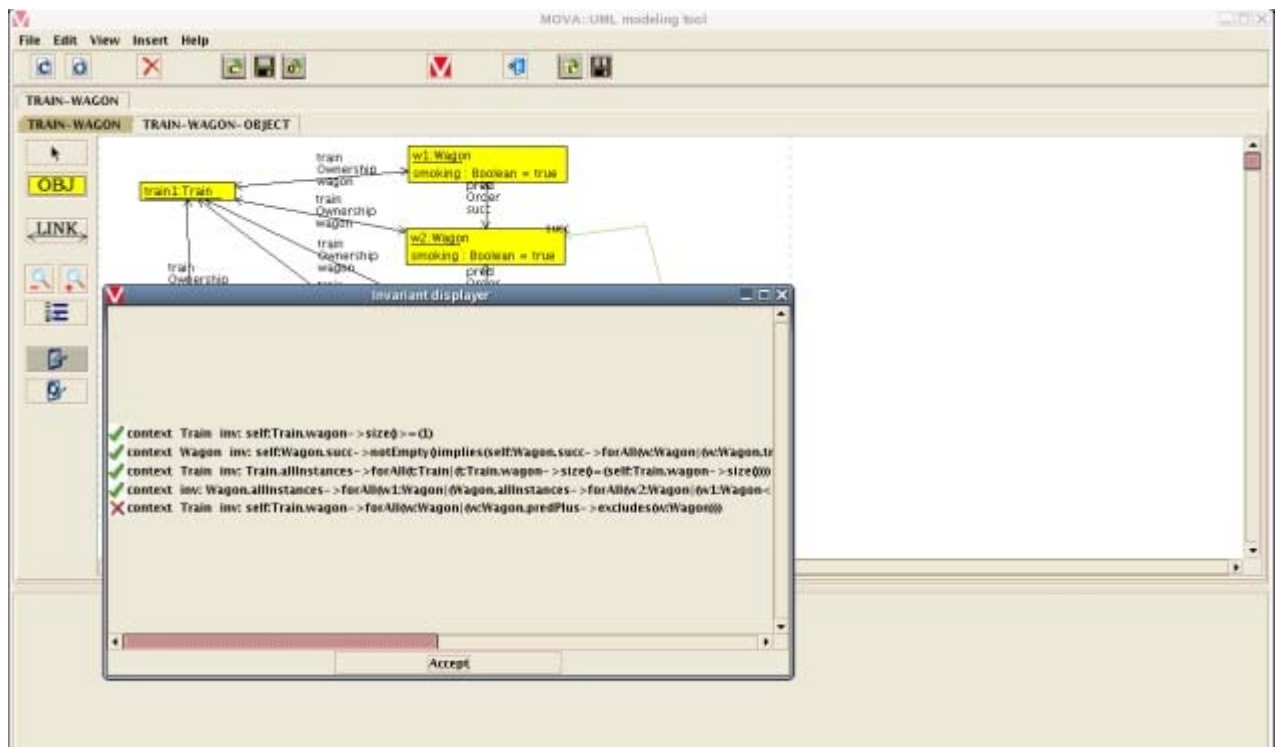 MOVA::UML modeling tool
File Edit View Insert Help
TRAIN-WAGON
TRAIN-WAGON TRAIN-WAGON-OBJECT
OBJ
LINK
train1:Train
train
Ownership
wagon
w1:Wagon
smoking : Boolean = true
pred
Order
succ
train
Ownership
wagon
w2:Wagon
smoking : Boolean = true
succ
train
Ownership
wagon
pred
Order
train
Ownership
Invariant displayer
context Train inv: self:Train.wagon->size()>=(1)
context Wagon inv: self:Wagon.succ->notEmpty()implies(self:Wagon.succ->forAll(w:Wagon|(w:Wagon.tr
context Train inv: Train.allInstances->forAll(t:Train|(t:Train.wagon->size()=(self:Train.wagon->size())))
context inv: Wagon.allInstances->forAll(w1:Wagon|(Wagon.allInstances->forAll(w2:Wagon|(w1:Wagon<
context Train inv: self:Train.wagon->forAll(w:Wagon|(w:Wagon.predPlus->excludes(w:Wagon)))
Accept